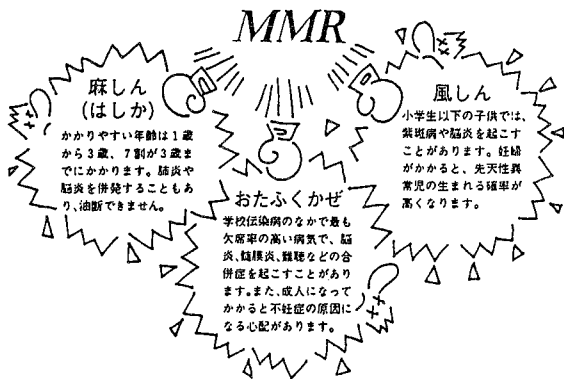 MMR
麻しん
(はしか)
かかりやすい年齢は１歳
から３歳、７割が３歳ま
でにかかります。肺炎や
脳炎を併発することもあ
り、油断できません。
おたふくかぜ
学校伝染病のなかで最も
欠席率の高い病気で、脳
炎、髄膜炎、難聴などの合
併症を起こすことがあり
ます。また、成人になって
かかると不妊症の原因に
なる心配があります。
風しん
小学生以下の子供では、
紫斑病や脳炎を起こす
ことがあります。妊婦
がかかると、先天性異
常児の生まれる確率が
高くなります。